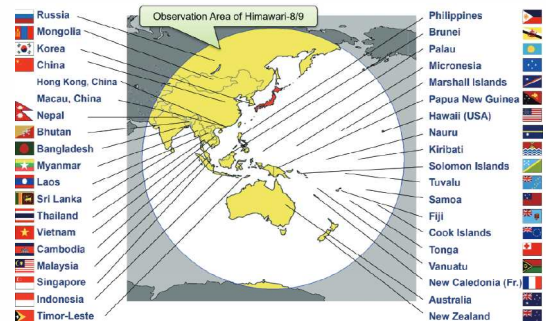 Observation Area of Himawari-8/9
Russia
Mongolia
Korea
China
Hong Kong, China
Macau, China
Nepal
Bhutan
Bangladesh
Myanmar
Laos
Sri Lanka
Thailand
Vietnam
Cambodia
Malaysia
Singapore
Indonesia
Timor-Leste
Philippines
Brunei
Palau
Micronesia
Marshall Islands
Papua New Guinea
Hawaii (USA)
Nauru
Kiribati
Solomon Islands
Tuvalu
Samoa
Fiji
Cook Islands
Tonga
Vanuatu
New Caledonia (Fr.)
Australia
New Zealand